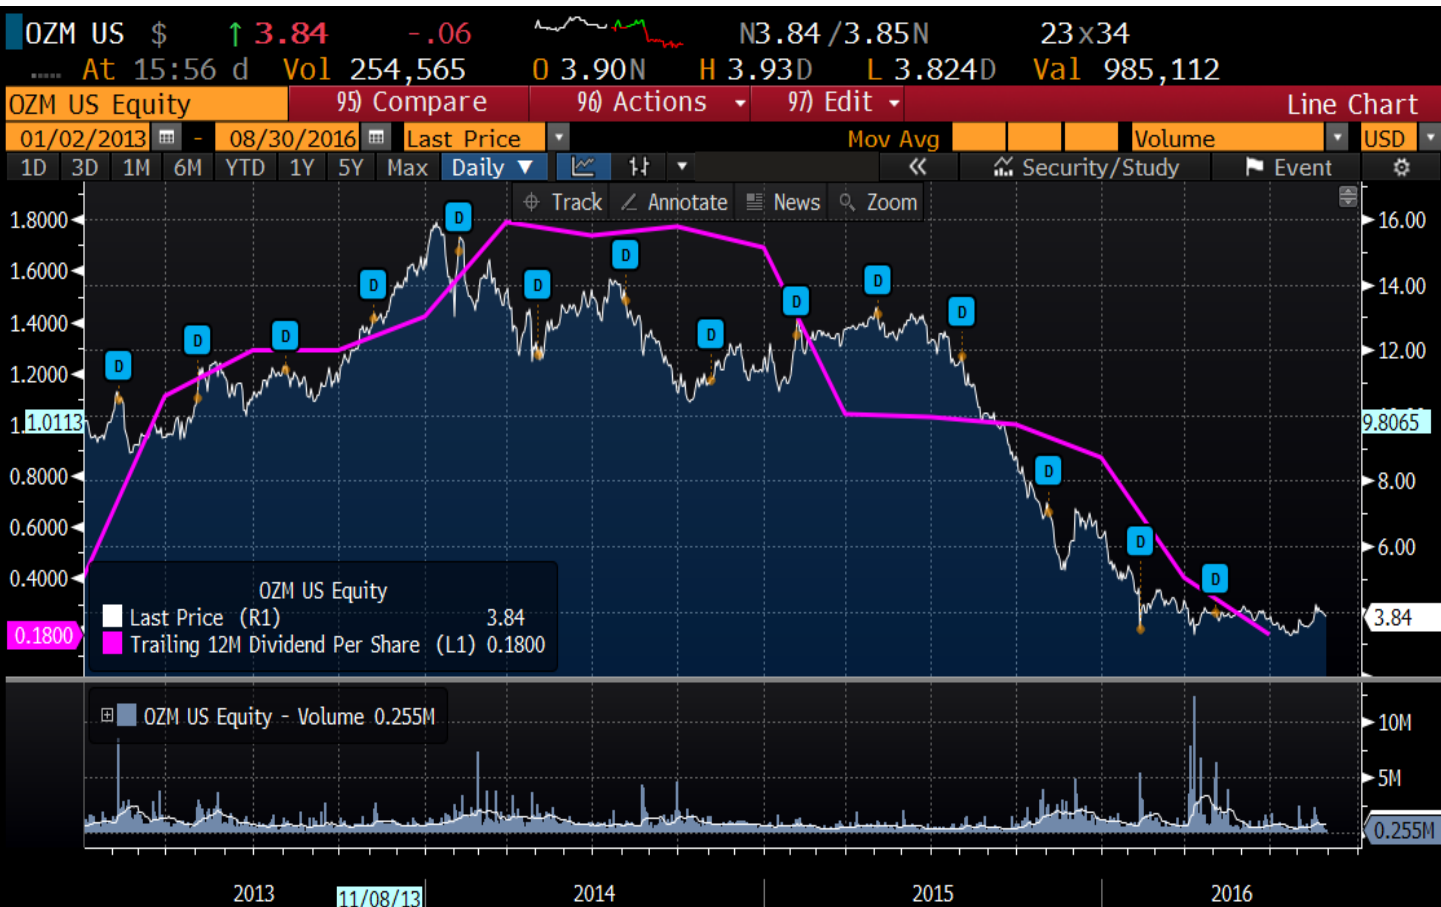 OZM US $ ↑ 3.84 -.06 N3.84/3.85N 23x34
At 15:56 d Vol 254,565 O 3.90N H 3.93D L 3.824D Val 985,112
OZM US Equity 95) Compare 96) Actions 97) Edit Line Chart
01/02/2013 - 08/30/2016 Last Price Mov Avg Volume USD
1D 3D 1M 6M YTD 1Y 5Y Max Daily ▼ « Security/Study Event
Track Annotate News Zoom
1.8000 16.00
1.6000
14.00
1.4000
12.00
1.2000
1.0113 9.8065
0.8000 8.00
0.6000
6.00
0.4000
D D D D D D D D D D D D D D
OZM US Equity
Last Price (R1) 3.84
Trailing 12M Dividend Per Share (L1) 0.1800
0.1800
3.84
OZM US Equity - Volume 0.255M
10M
5M
0.255M
2013 11/08/13 2014 2015 2016